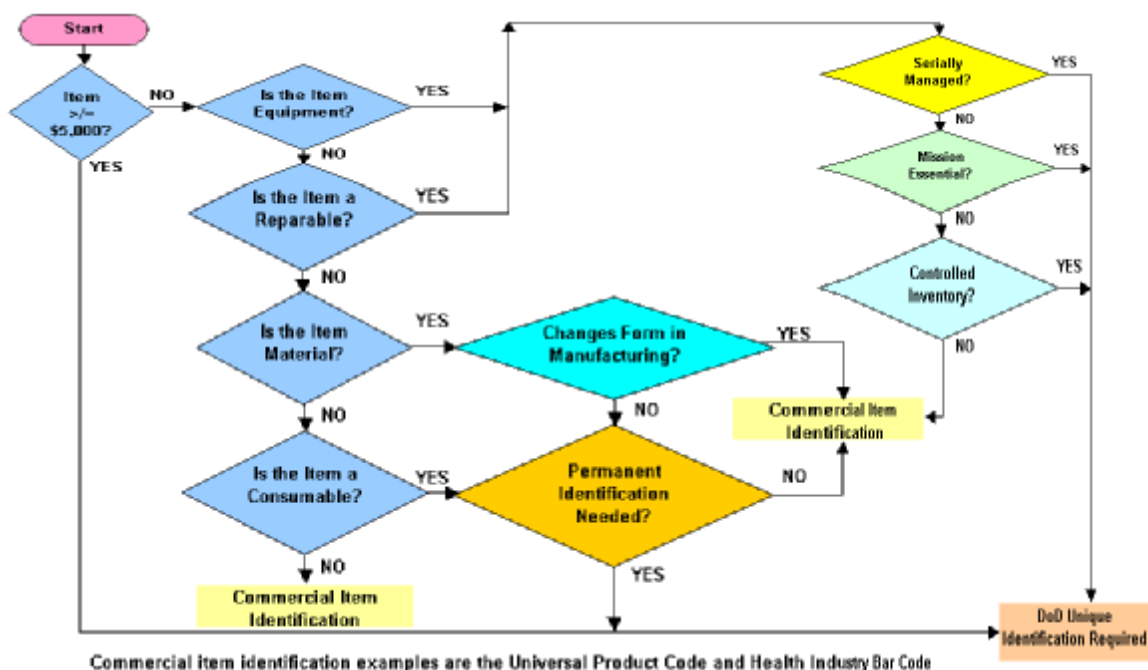 Start
Item
>/=
$5,000?
NO
YES
Is the Item
Equipment?
YES
NO
Is the Item a
Reparable?
YES
NO
Is the Item
Material?
YES
NO
Is the Item a
Consumable?
YES
NO
Commercial Item
Identification
Changes Form in
Manufacturing?
YES
NO
Permanent
Identification
Needed?
NO
YES
Commercial Item
Identification
Serially
Managed?
YES
NO
Mission
Essential?
YES
NO
Controlled
Inventory?
YES
NO
DoD Unique
Identification Required
Commercial item identification examples are the Universal Product Code and Health Industry Bar Code